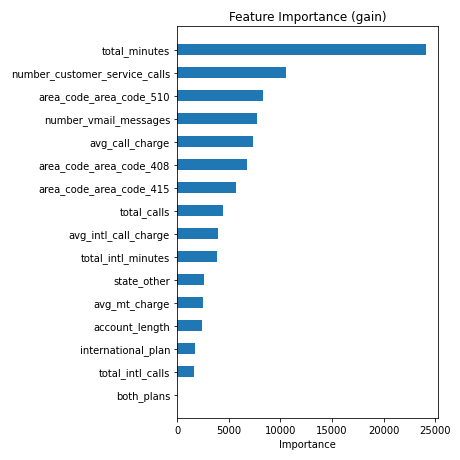 Feature Importance (gain)
total_minutes
number_customer_service_calls
area_code_area_code_510
number_vmail_messages
avg_call_charge
area_code_area_code_408
area_code_area_code_415
total_calls
avg_intl_call_charge
total_intl_minutes
state_other
avg_mt_charge
account_length
international_plan
total_intl_calls
both_plans
0 5000 10000 15000 20000 25000
Importance